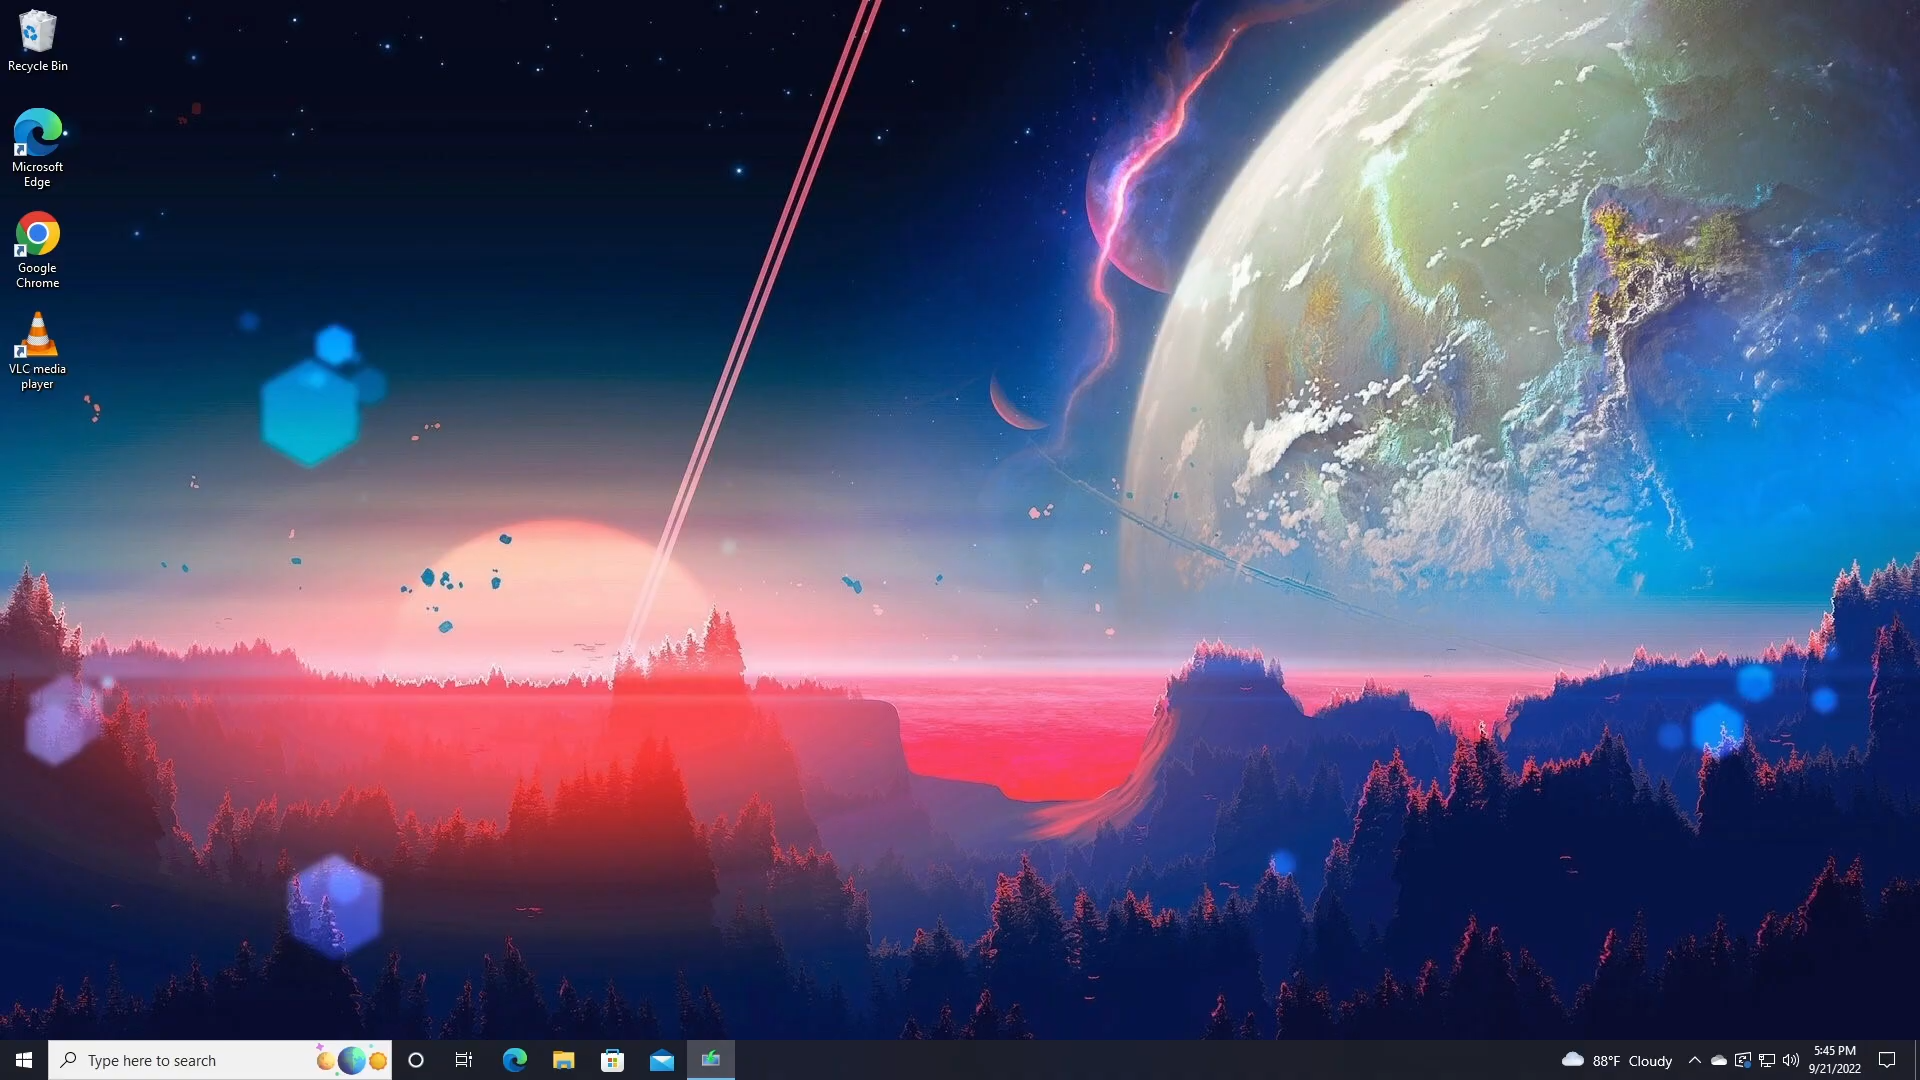 Recycle Bin
Microsoft
Edge
Google
Chrome
VLC media
player
Type here to search
88°F Cloudy
5:45 PM
9/21/2022